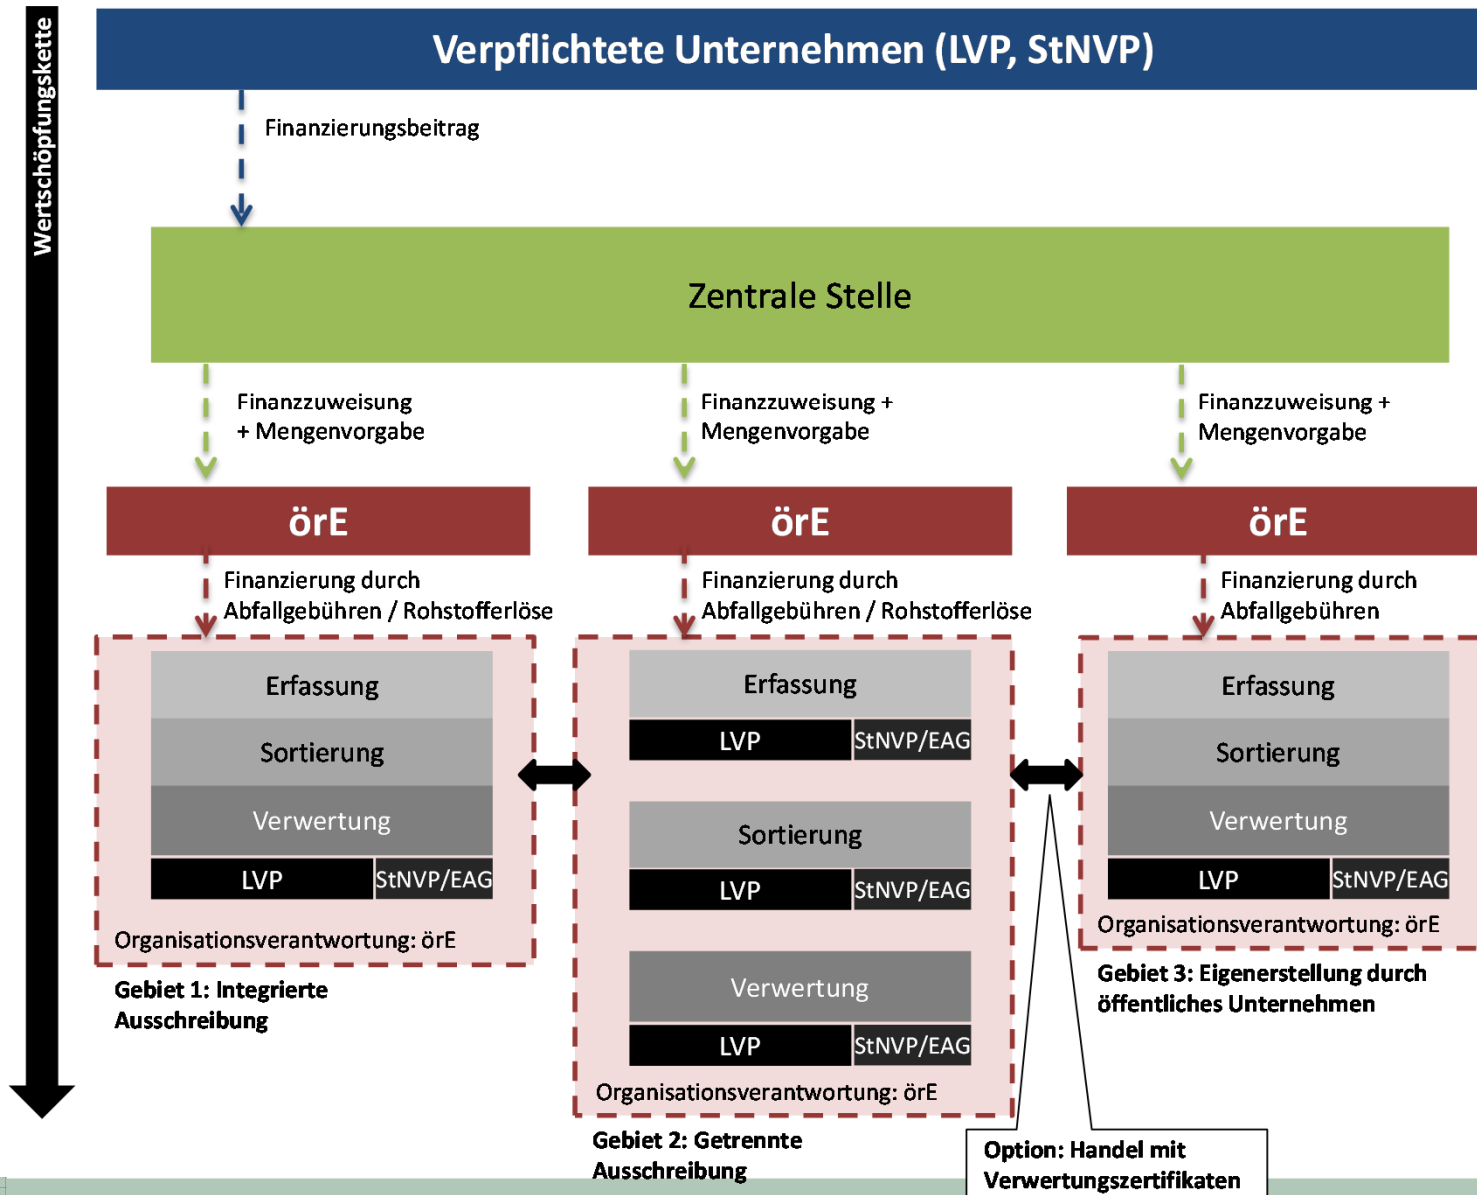 Wertschöpfungskette
Verpflichtete Unternehmen (LVP, StNVP)
Finanzierungsbeitrag
Zentrale Stelle
Finanzzuweisung
+ Mengenvorgabe
Finanzzuweisung +
Mengenvorgabe
Finanzzuweisung +
Mengenvorgabe
örE
örE
örE
Finanzierung durch
Abfallgebühren / Rohstofferlöse
Finanzierung durch
Abfallgebühren / Rohstofferlöse
Finanzierung durch
Abfallgebühren
Erfassung
Sortierung
Verwertung
LVP
StNVP/EAG
Organisationsverantwortung: örE
Gebiet 1: Integrierte
Ausschreibung
Erfassung
LVP
StNVP/EAG
Sortierung
LVP
StNVP/EAG
Verwertung
LVP
StNVP/EAG
Organisationsverantwortung: örE
Gebiet 2: Getrennte
Ausschreibung
Erfassung
Sortierung
Verwertung
LVP
StNVP/EAG
Organisationsverantwortung: örE
Gebiet 3: Eigenerstellung durch
öffentliches Unternehmen
Option: Handel mit
Verwertungszertifikaten